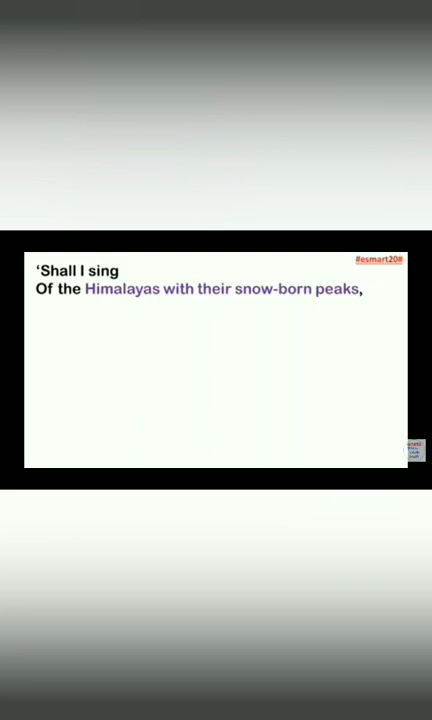 #esmart20#
‘Shall I sing
Of the Himalayas with their snow-born peaks,